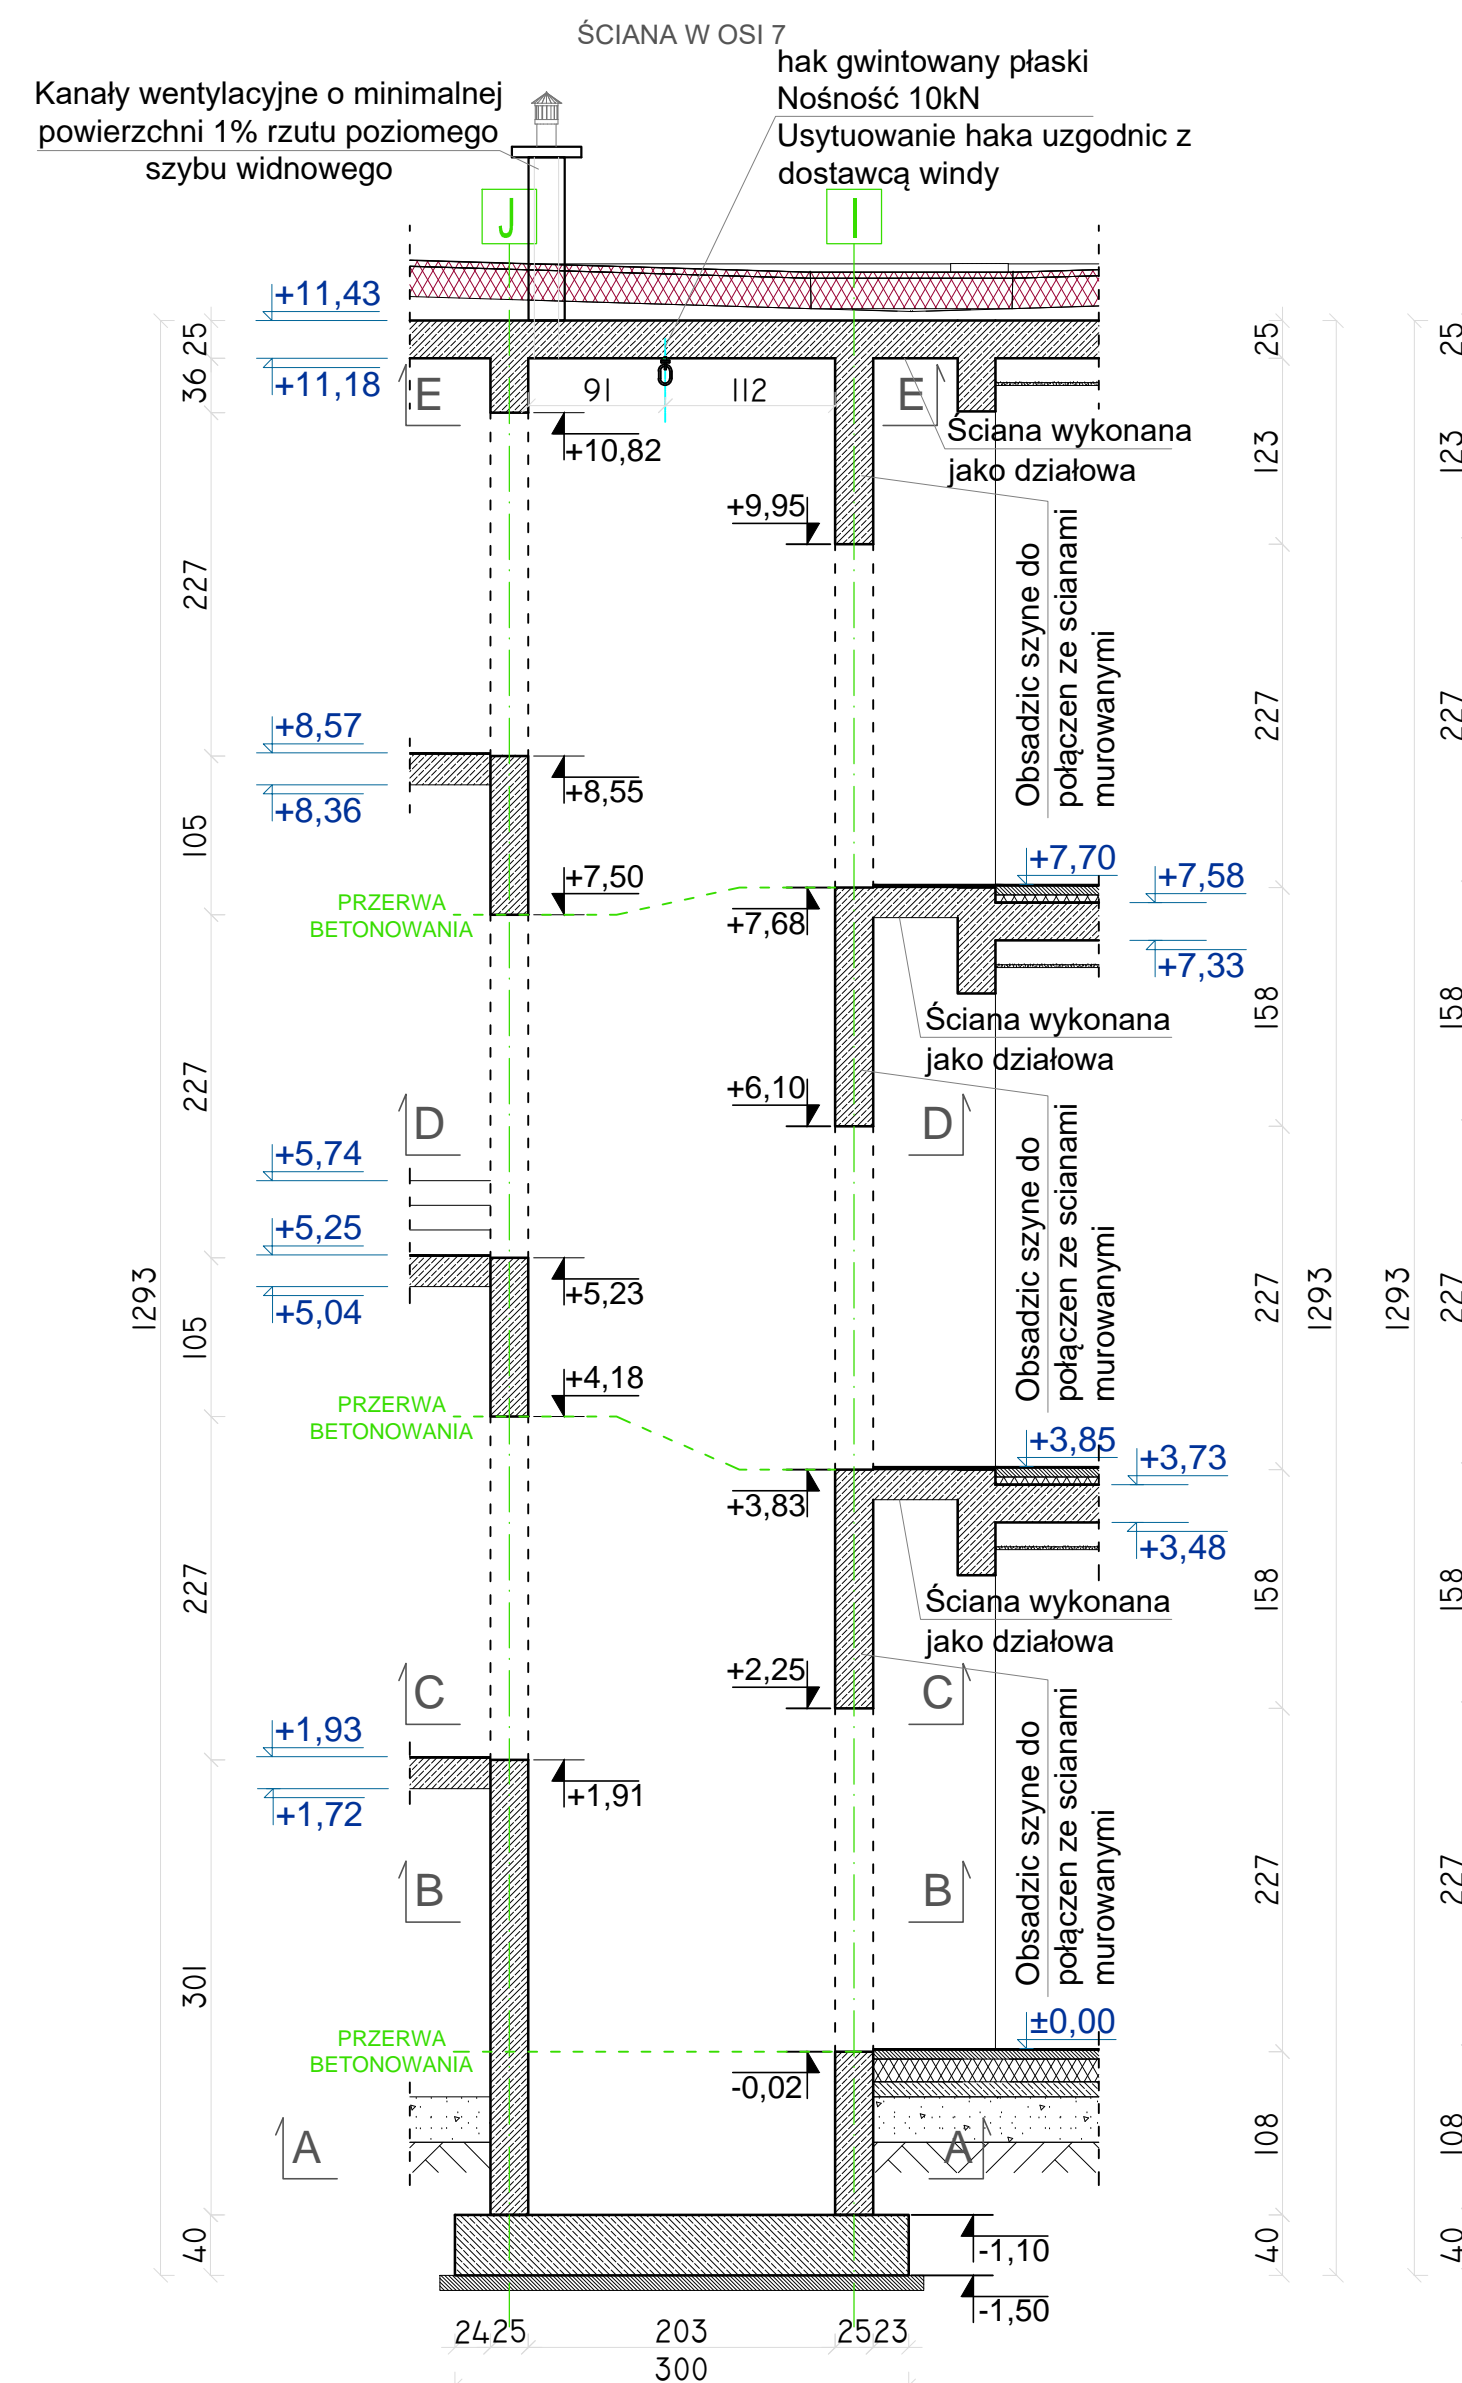 ŚCIANA W OSI 7
Kanały wentylacyjne o minimalnej
powierzchni 1% rzutu poziomego
szybu widnowego
hak gwintowany płaski
Nośność 10kN
Usytuowanie haka uzgodnic z
dostawcą windy
J
I
+11,43
+11,18
25
36
E
91
112
E
+10,82
Ściana wykonana
jako działowa
+9,95
25
123
25
123
227
Obsadzic szyne do
połączen ze scianami
murowanymi
227
227
+8,57
+8,36
+8,55
105
+7,50
PRZERWA
BETONOWANIA
+7,68
+7,70
+7,58
+7,33
Ściana wykonana
jako działowa
158
158
227
+6,10
D
D
+5,74
+5,25
+5,04
+5,23
Obsadzic szyne do
połączen ze scianami
murowanymi
1293
105
227
1293
1293
227
+4,18
PRZERWA
BETONOWANIA
+3,83
+3,85
+3,73
+3,48
Ściana wykonana
jako działowa
227
158
158
+2,25
C
C
+1,93
+1,72
+1,91
Obsadzic szyne do
połączen ze scianami
murowanymi
B
B
227
227
301
PRZERWA
BETONOWANIA
±0,00
-0,02
A
A
108
108
40
-1,10
-1,50
40
40
24
25
203
25
23
300